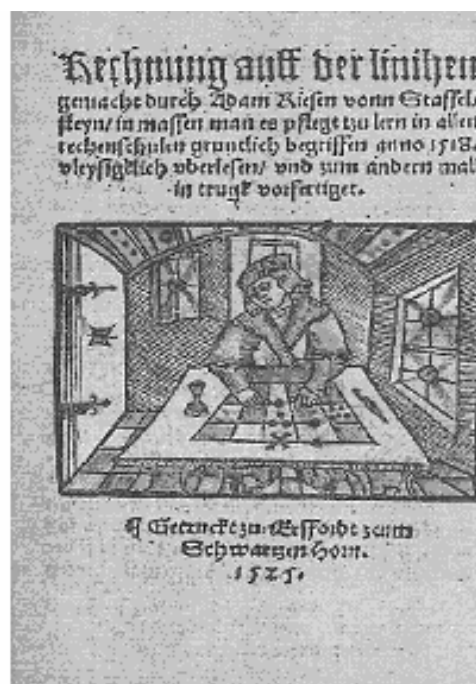 Rechnung auff der linihen
gemacht durch Adam Riesen vonn Staffel-
steyn/ in massen man es pflegt tzu lern in allen
rechenschulen gruntlich begriffen anno 1518.
vleysigklich vberlesen/ vnd zum andern mal
in trugk vorfertiget.
¶ Getruckt zu Erffordt zum
Schwartzen Horn.
1525.